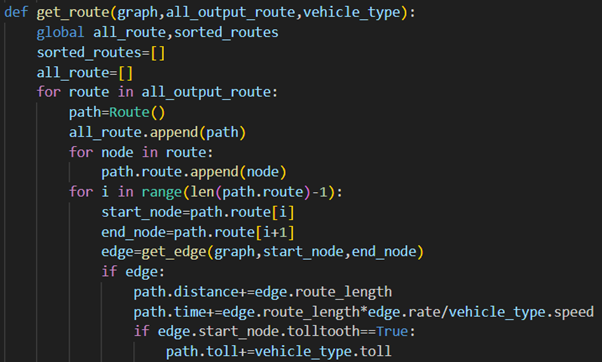 def get_route(graph,all_output_route,vehicle_type):
    global all_route,sorted_routes
    sorted_routes=[]
    all_route=[]
    for route in all_output_route:
        path=Route()
        all_route.append(path)
        for node in route:
            path.route.append(node)
        for i in range(len(path.route)-1):
            start_node=path.route[i]
            end_node=path.route[i+1]
            edge=get_edge(graph,start_node,end_node)
            if edge:
                path.distance+=edge.route_length
                path.time+=edge.route_length*edge.rate/vehicle_type.speed
                if edge.start_node.tolltooth==True:
                    path.toll+=vehicle_type.toll